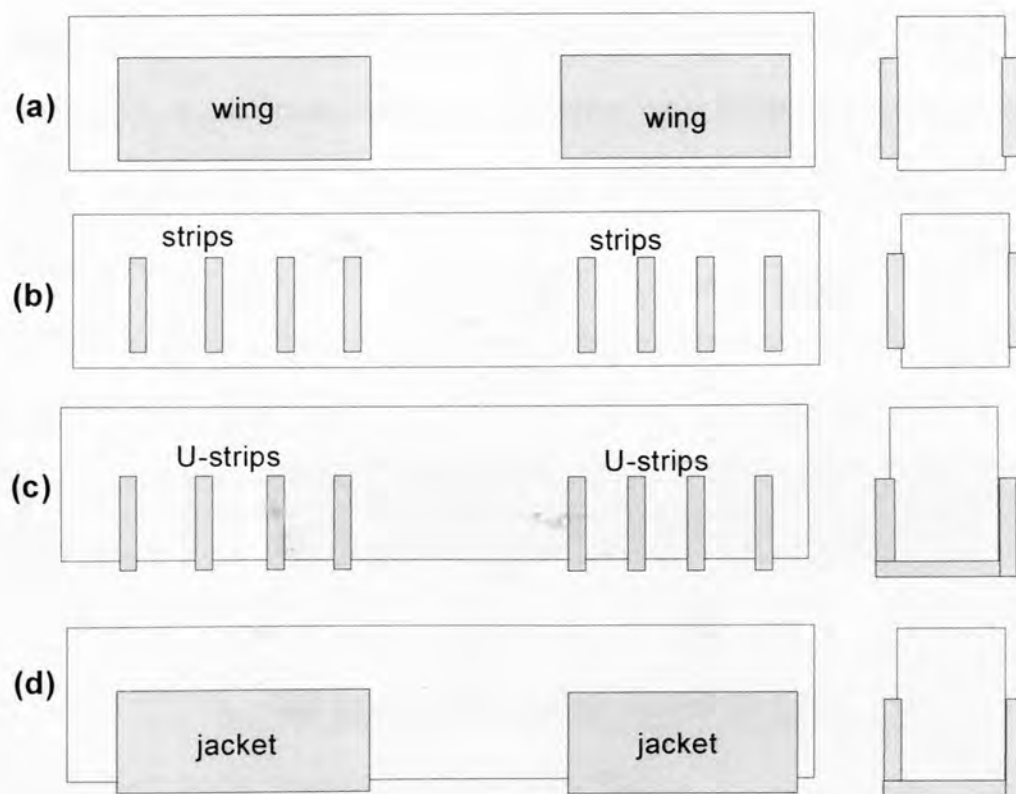 (a)
wing
wing
strips
strips
(b)
U-strips
U-strips
(c)
(d)
jacket
jacket